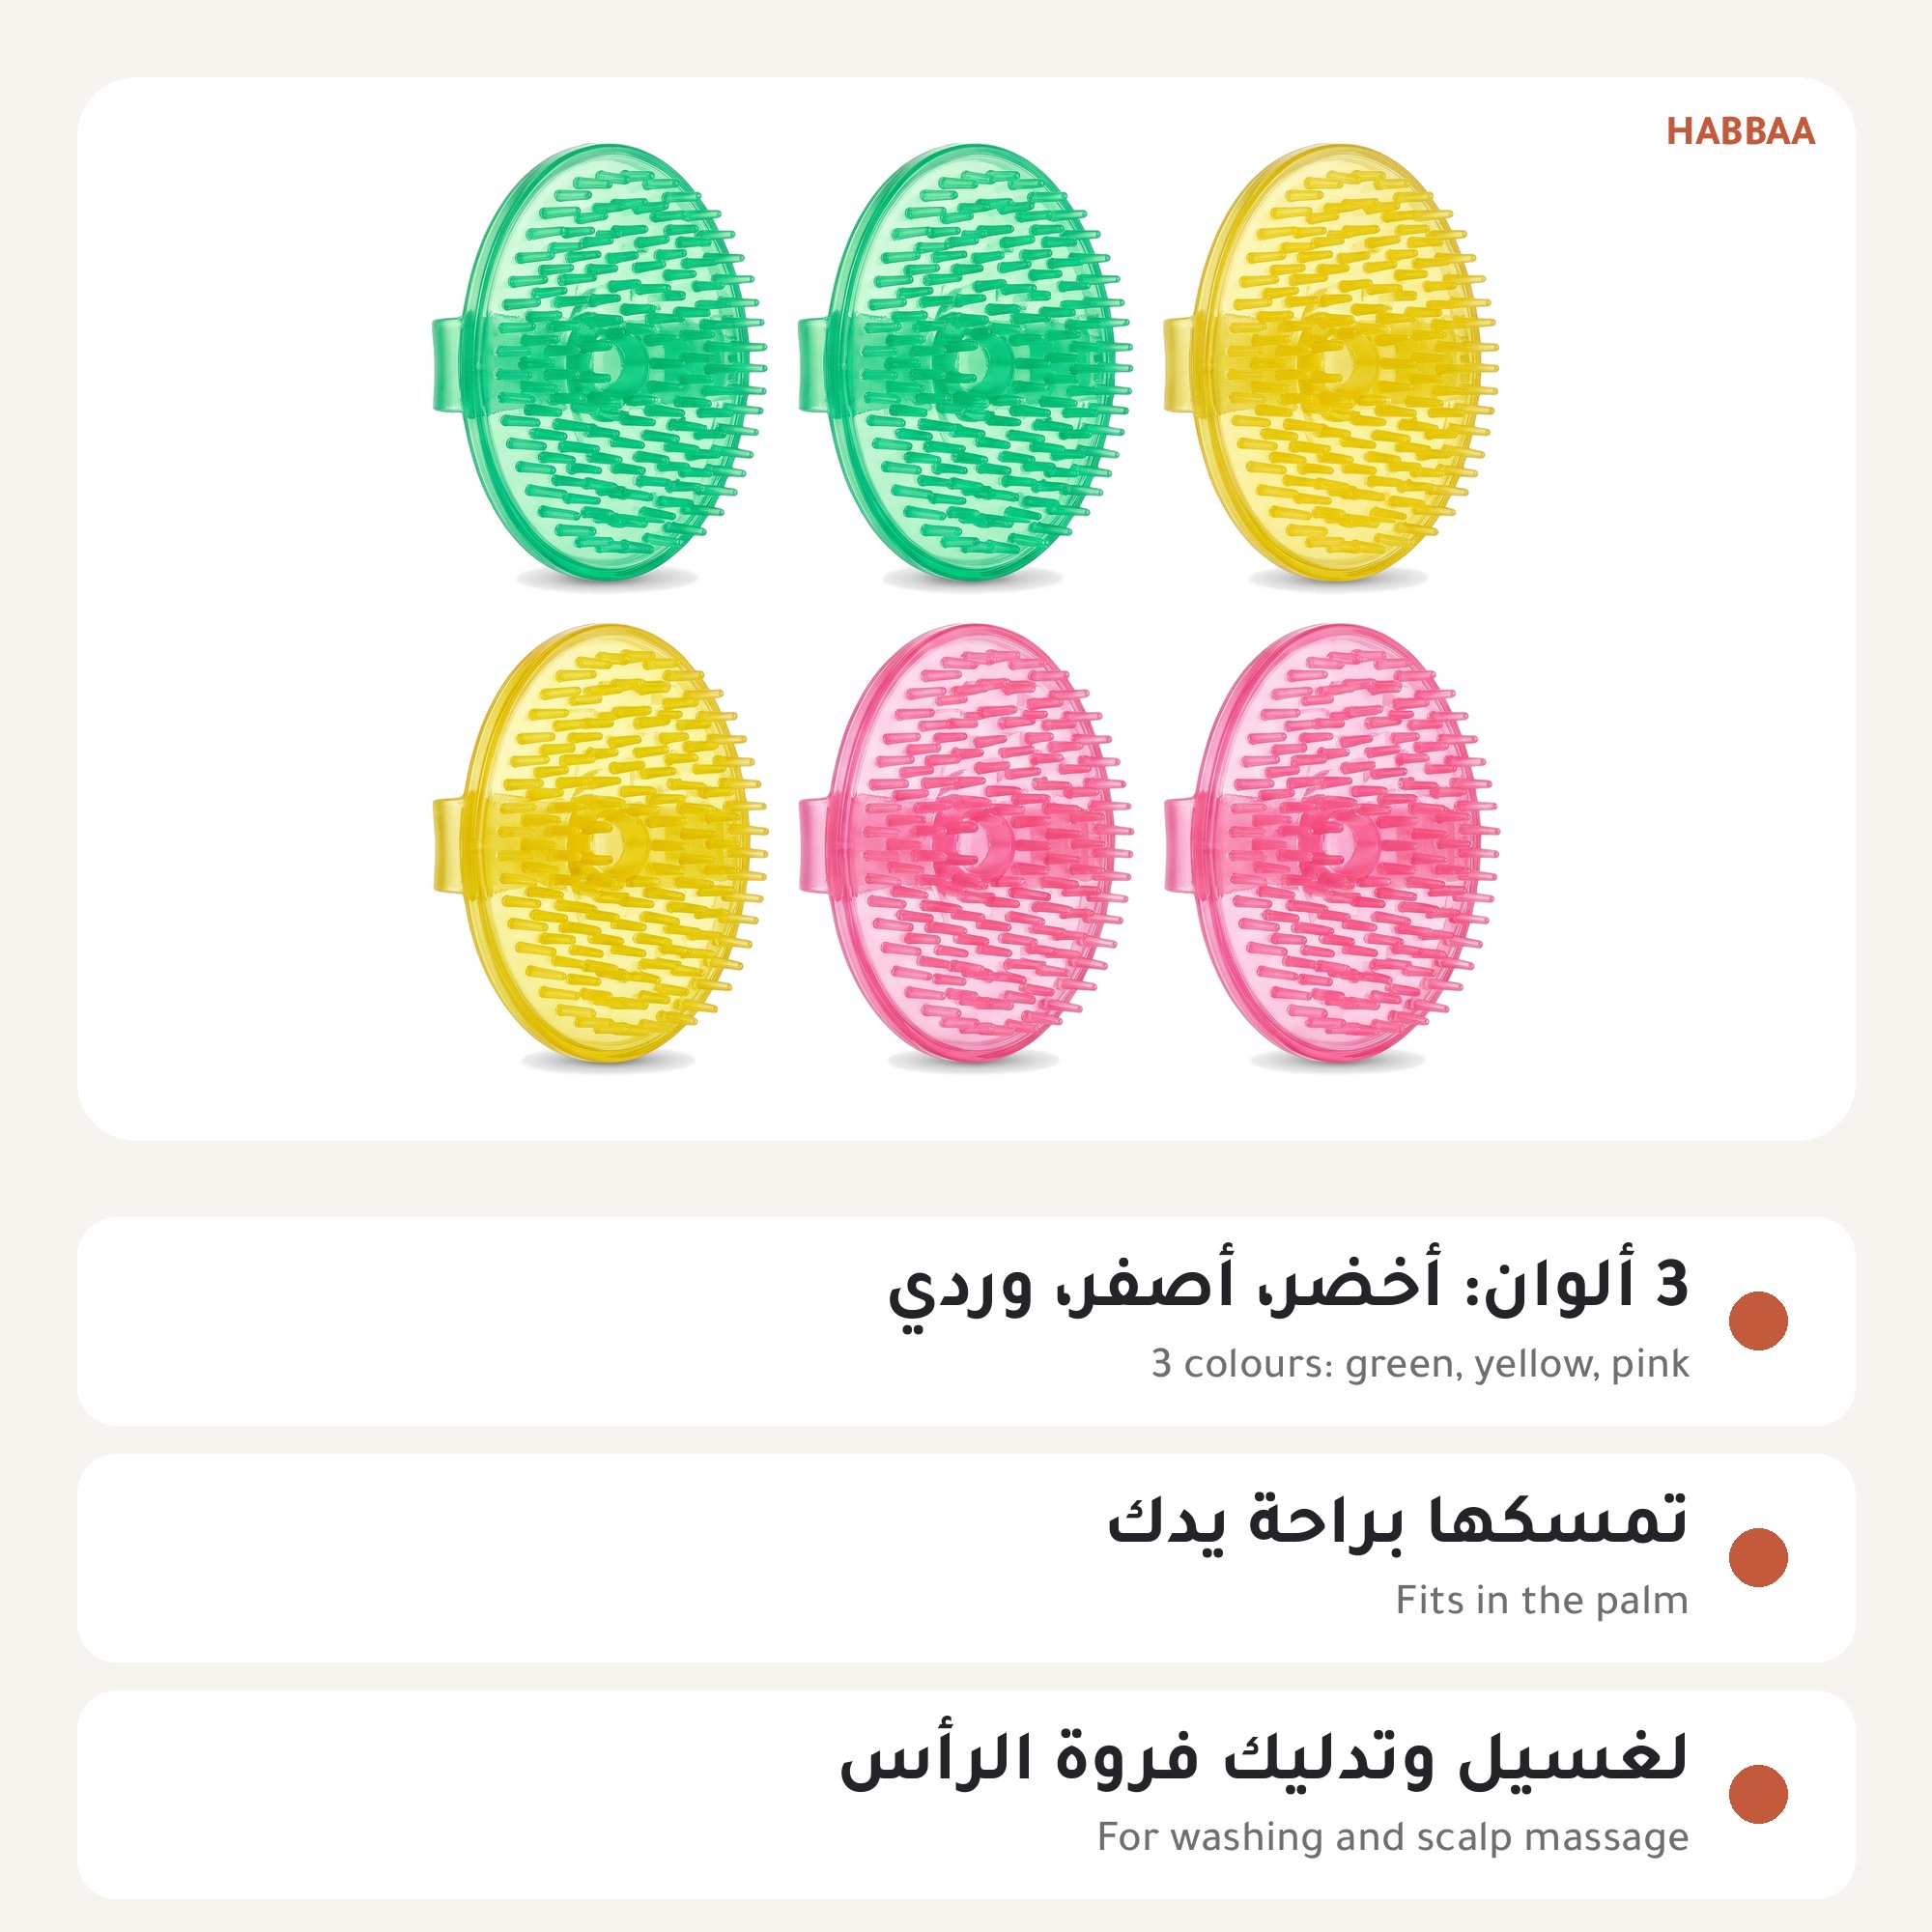 HABBAA
3 ألوان: أخضر، أصفر، وردي
3 colours: green, yellow, pink
تمسكها براحة يدك
Fits in the palm
لغسيل وتدليك فروة الرأس
For washing and scalp massage